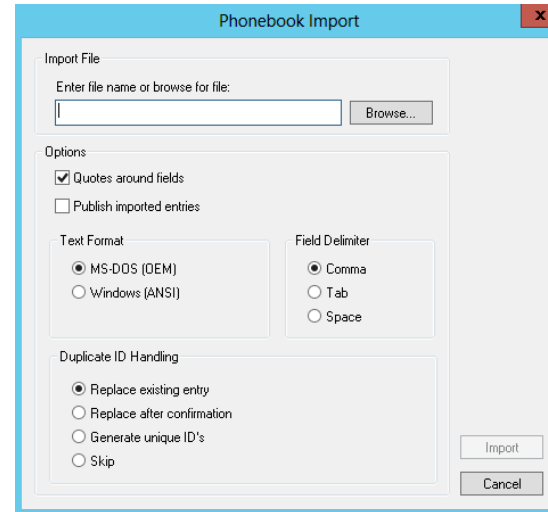 Phonebook Import
x
Import File
Enter file name or browse for file:
Browse...
Options
Quotes around fields
Publish imported entries
Text Format
MS-DOS (OEM)
Windows (ANSI)
Field Delimiter
Comma
Tab
Space
Duplicate ID Handling
Replace existing entry
Replace after confirmation
Generate unique ID's
Skip
Import
Cancel